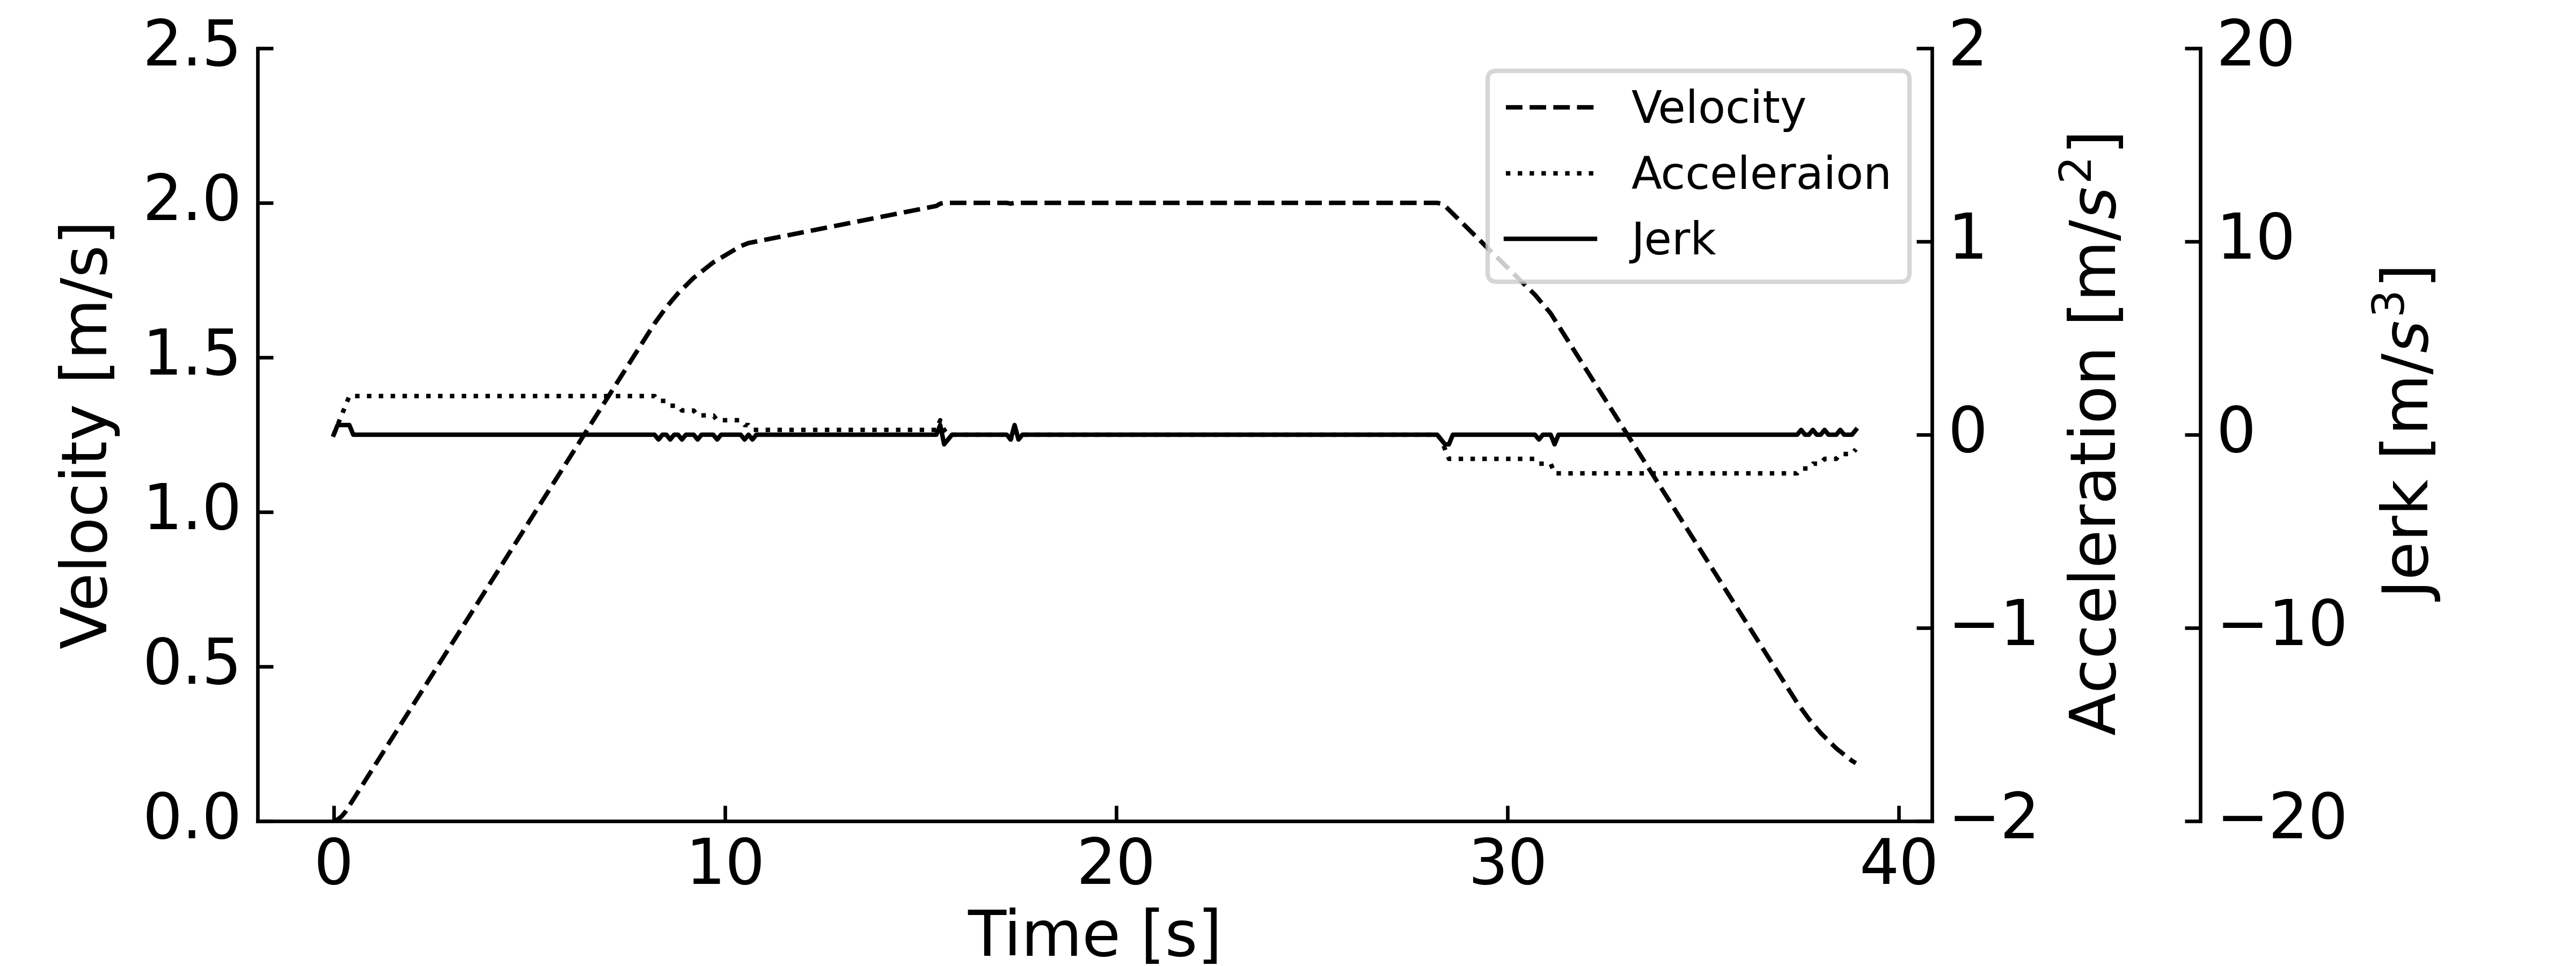 Velocity [m/s]
2.5
2.0
1.5
1.0
0.5
0.0
0 10 20 30 40
Time [s]
Velocity
Acceleraion
Jerk
2
1
0
−1
−2
Acceleration [m/s²]
20
10
0
−10
−20
Jerk [m/s³]